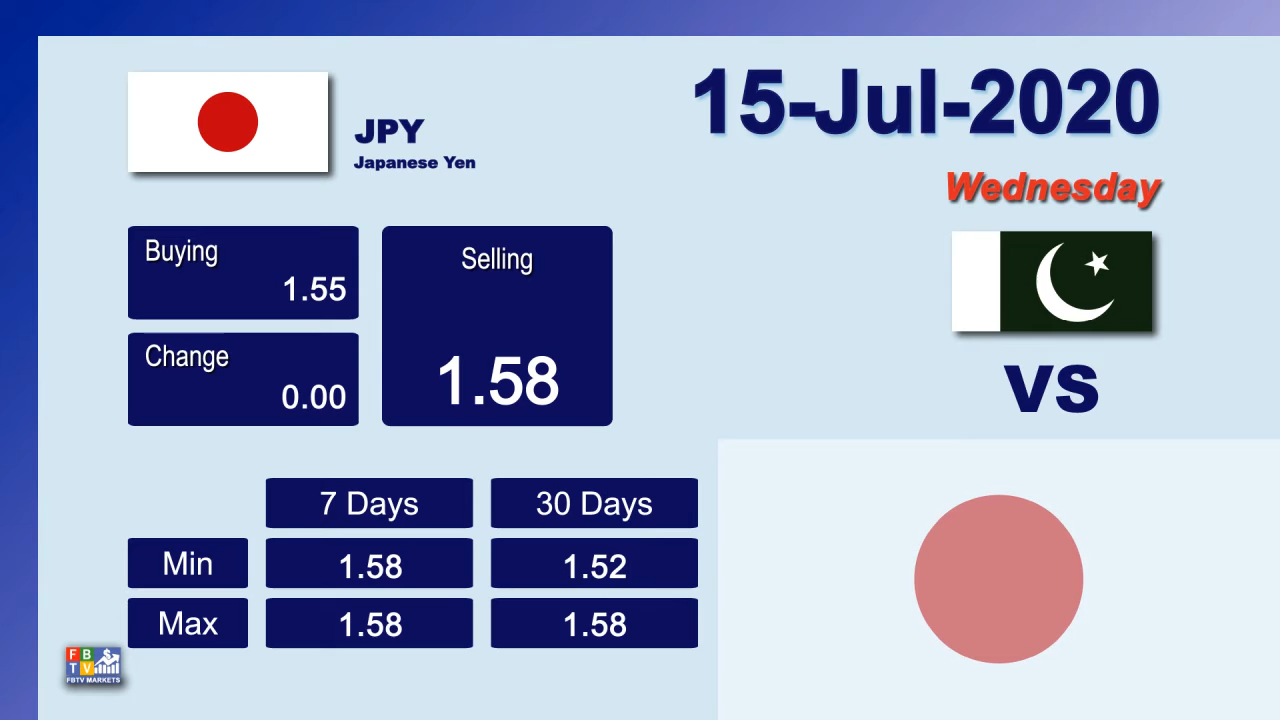 15-Jul-2020
JPY
Japanese Yen
Wednesday
Buying
1.55
Selling
1.58
Change
0.00
VS
7 Days
30 Days
Min
1.58
1.52
Max
1.58
1.58
F B
T V
FBTV MARKETS